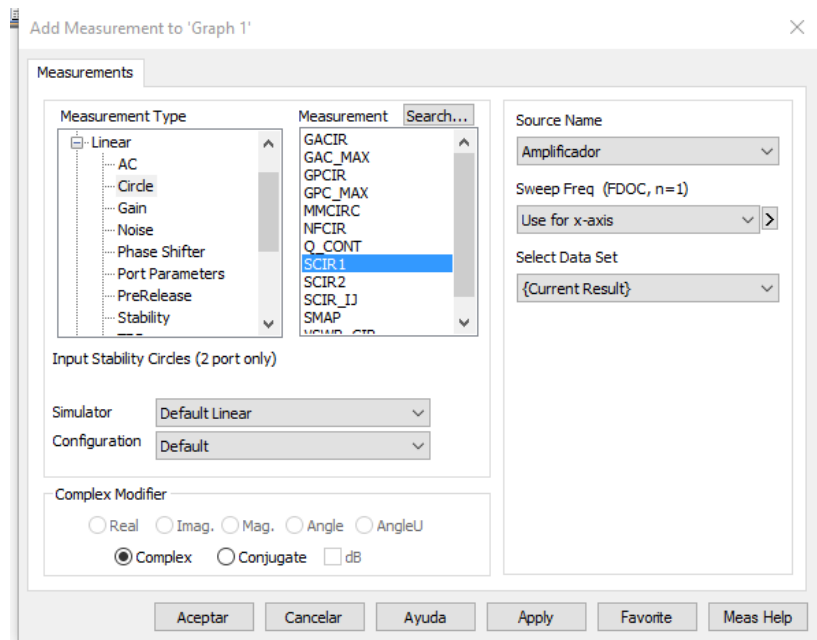 Add Measurement to 'Graph 1'
Measurements
Measurement Type
Linear
AC
Circle
Gain
Noise
Phase Shifter
Port Parameters
PreRelease
Stability
Measurement
Search...
GACIR
GAC_MAX
GPCIR
GPC_MAX
MMCIRC
NFCIR
Q_CONT
SCIR1
SCIR2
SCIR_IJ
SMAP
Input Stability Circles (2 port only)
Simulator
Default Linear
Configuration
Default
Complex Modifier
Real
Imag.
Mag.
Angle
AngleU
Complex
Conjugate
dB
Source Name
Amplificador
Sweep Freq (FDOC, n=1)
Use for x-axis
>
Select Data Set
{Current Result}
Aceptar
Cancelar
Ayuda
Apply
Favorite
Meas Help